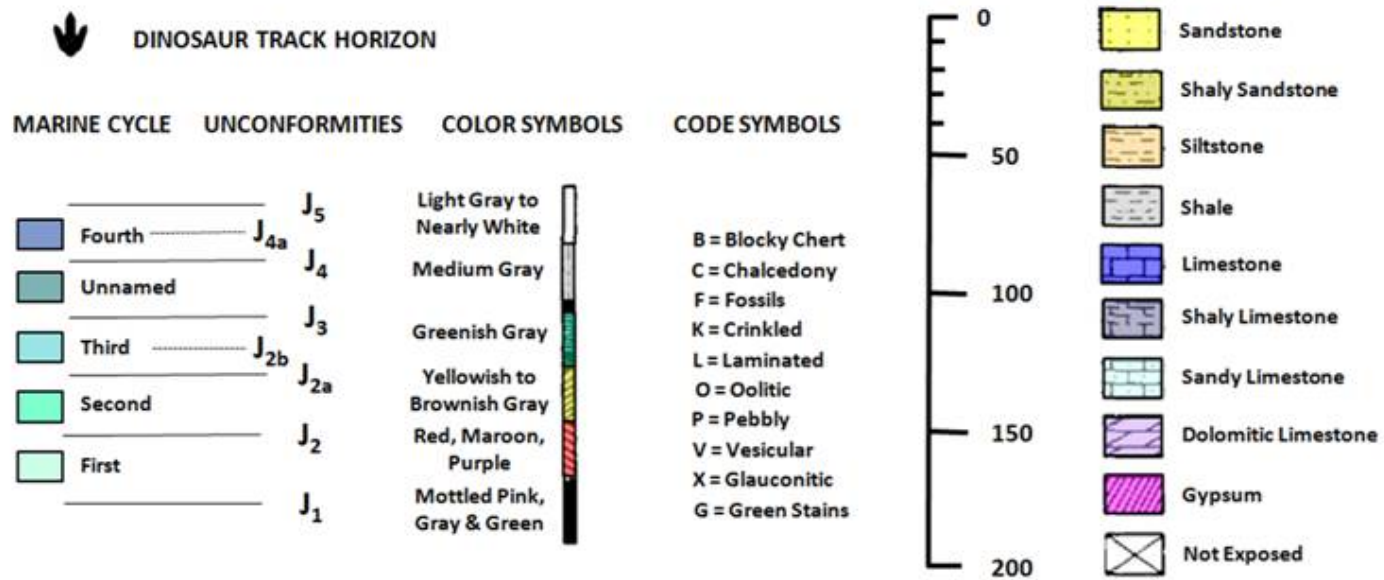 DINOSAUR TRACK HORIZON
MARINE CYCLE
UNCONFORMITIES
COLOR SYMBOLS
CODE SYMBOLS
Fourth
Unnamed
Third
Second
First
J5
J4a
J4
J3
J2b
J2a
J2
J1
Light Gray to
Nearly White
Medium Gray
Greenish Gray
Yellowish to
Brownish Gray
Red, Maroon,
Purple
Mottled Pink,
Gray & Green
B = Blocky Chert
C = Chalcedony
F = Fossils
K = Crinkled
L = Laminated
O = Oolitic
P = Pebbly
V = Vesicular
X = Glauconitic
G = Green Stains
0
50
100
150
200
Sandstone
Shaly Sandstone
Siltstone
Shale
Limestone
Shaly Limestone
Sandy Limestone
Dolomitic Limestone
Gypsum
Not Exposed